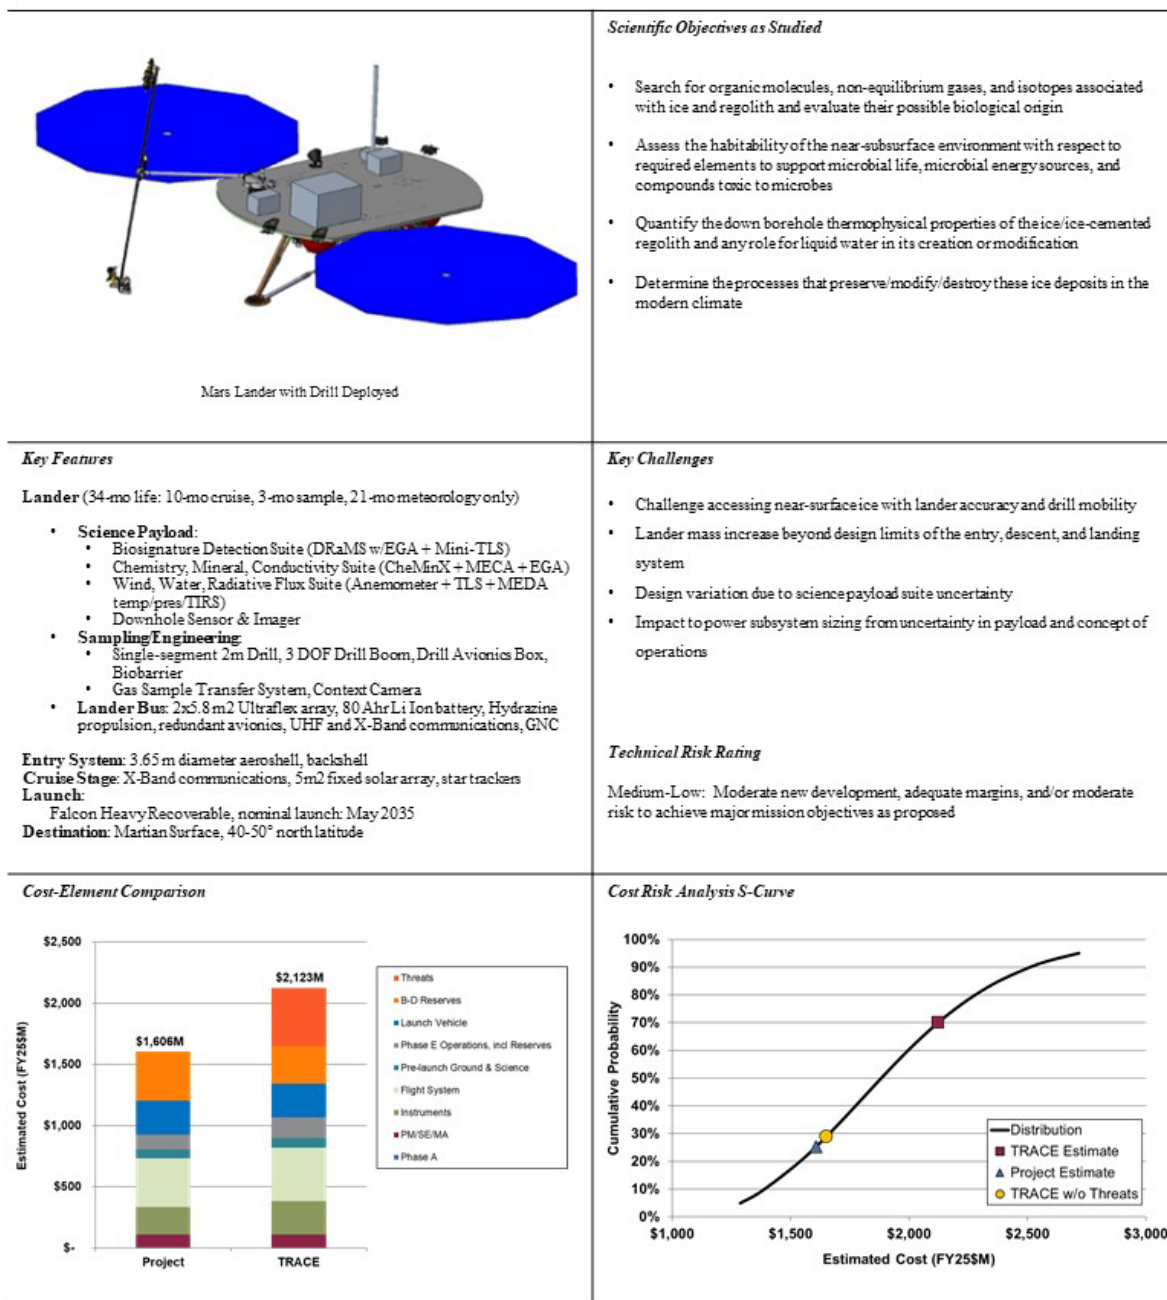 Scientific Objectives as Studied
• Search for organic molecules, non-equilibrium gases, and isotopes associated
with ice and regolith and evaluate their possible biological origin
• Assess the habitability of the near-subsurface environment with respect to
required elements to support microbial life, microbial energy sources, and
compounds toxic to microbes
• Quantify the down borehole thermophysical properties of the ice/ice-cemented
regolith and any role for liquid water in its creation or modification
• Determine the processes that preserve/modify/destroy these ice deposits in the
modern climate
Mars Lander with Drill Deployed
Key Features
Lander (34-mo life: 10-mo cruise, 3-mo sample, 21-mo meteorology only)
• Science Payload:
• Biosignature Detection Suite (DRaMS w/EGA + Mini-TLS)
• Chemistry, Mineral, Conductivity Suite (CheMinX + MECA + EGA)
• Wind, Water, Radiative Flux Suite (Anemometer + TLS + MEDA
temp/pres/TIRS)
• Downhole Sensor & Imager
• Sampling/Engineering:
• Single-segment 2m Drill, 3 DOF Drill Boom, Drill Avionics Box,
Biobarrier
• Gas Sample Transfer System, Context Camera
• Lander Bus: 2x5.8 m2 Ultraflex array, 80 Ahr Li Ion battery, Hydrazine
propulsion, redundant avionics, UHF and X-Band communications, GNC
Entry System: 3.65 m diameter aeroshell, backshell
Cruise Stage: X-Band communications, 5m2 fixed solar array, star trackers
Launch:
Falcon Heavy Recoverable, nominal launch: May 2035
Destination: Martian Surface, 40-50° north latitude
Key Challenges
• Challenge accessing near-surface ice with lander accuracy and drill mobility
• Lander mass increase beyond design limits of the entry, descent, and landing
system
• Design variation due to science payload suite uncertainty
• Impact to power subsystem sizing from uncertainty in payload and concept of
operations
Technical Risk Rating
Medium-Low: Moderate new development, adequate margins, and/or moderate
risk to achieve major mission objectives as proposed
Cost-Element Comparison
Estimated Cost (FY25$M)
$2,500
$2,000
$1,500
$1,000
$500
$-
$1,606M
$2,123M
Project
TRACE
Threats
B-D Reserves
Launch Vehicle
Phase E Operations, incl Reserves
Pre-launch Ground & Science
Flight System
Instruments
PM/SE/MA
Phase A
Cost Risk Analysis S-Curve
Cumulative Probability
100%
90%
80%
70%
60%
50%
40%
30%
20%
10%
0%
$1,000
$1,500
$2,000
$2,500
$3,000
Estimated Cost (FY25$M)
Distribution
TRACE Estimate
Project Estimate
TRACE w/o Threats